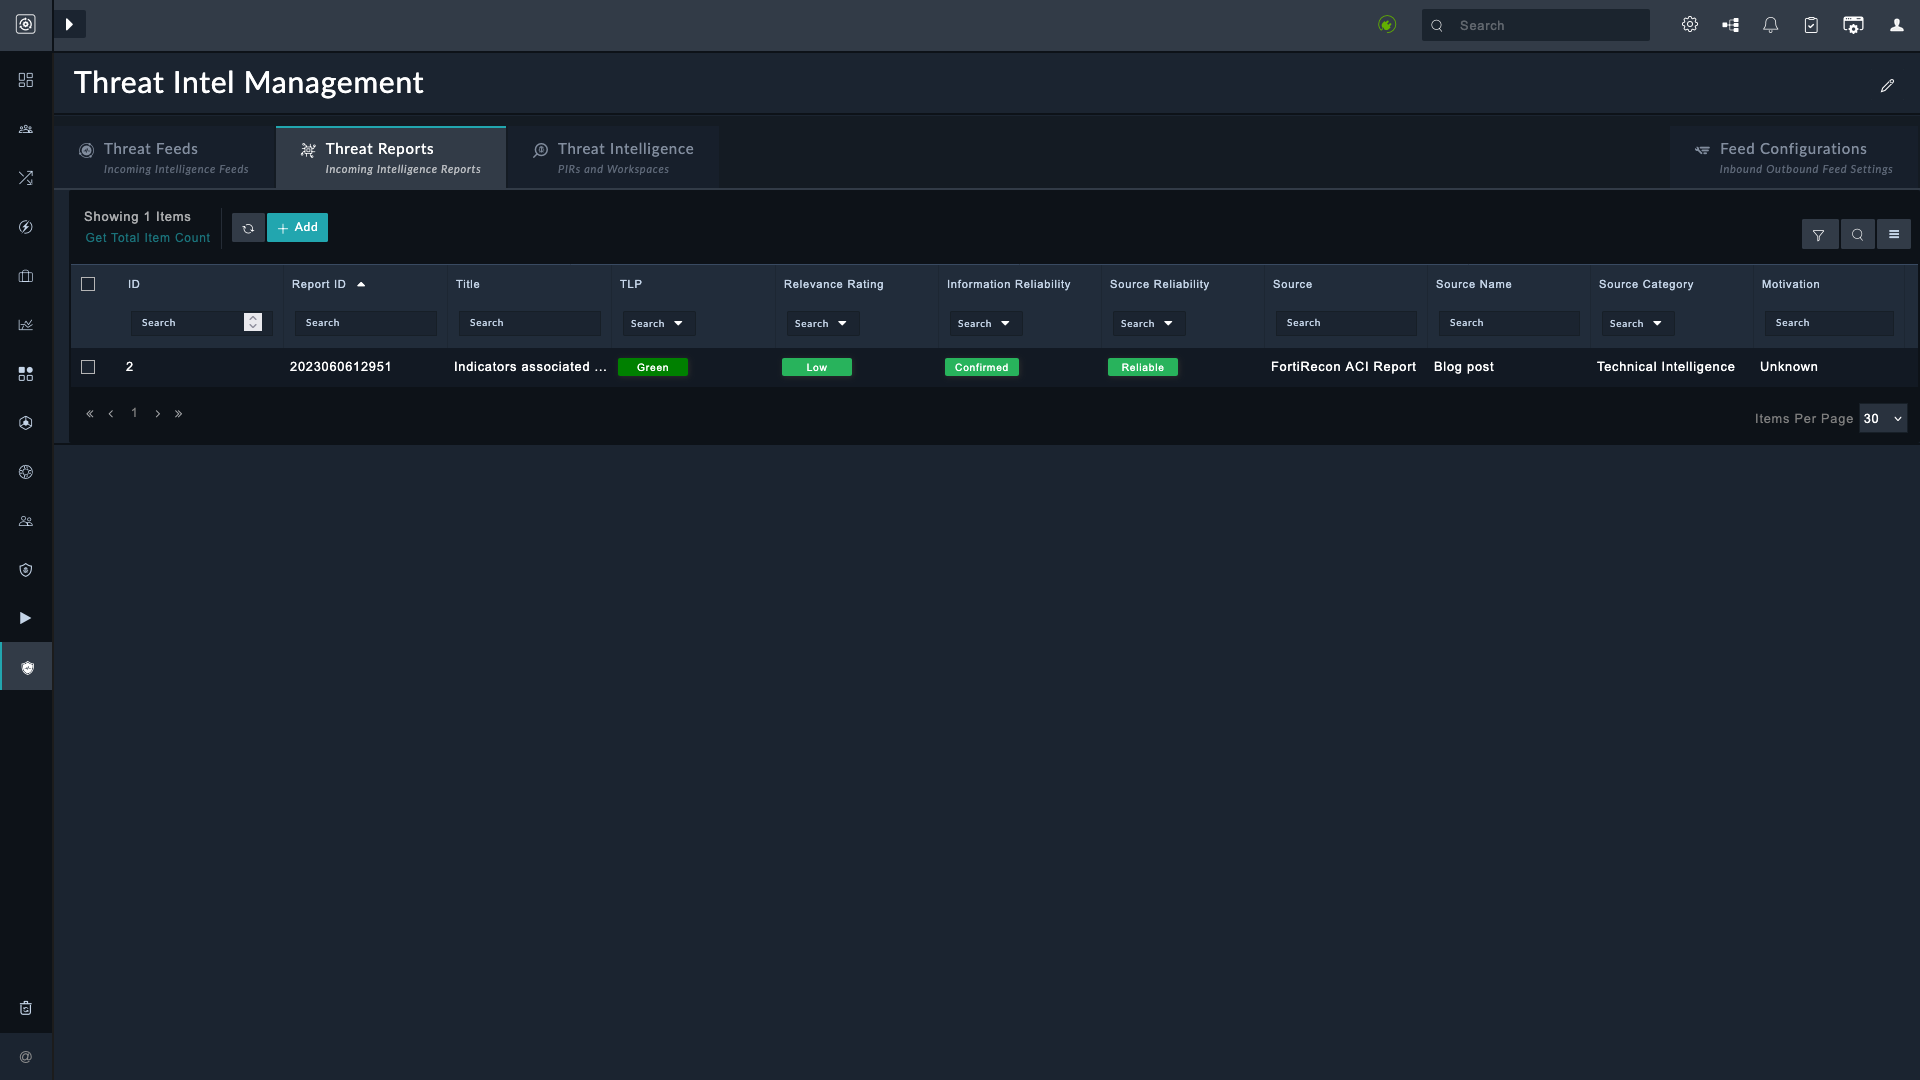 Search
Threat Intel Management
Threat Feeds
Incoming Intelligence Feeds
Threat Reports
Incoming Intelligence Reports
Threat Intelligence
PIRs and Workspaces
Feed Configurations
Inbound Outbound Feed Settings
Showing 1 Items
Get Total Item Count
+ Add
ID Report ID Title TLP Relevance Rating Information Reliability Source Reliability Source Source Name Source Category Motivation
Search Search Search Search Search Search Search Search Search Search Search
2 2023060612951 Indicators associated ... Green Low Confirmed Reliable FortiRecon ACI Report Blog post Technical Intelligence Unknown
« ‹ 1 › »
Items Per Page 30
@